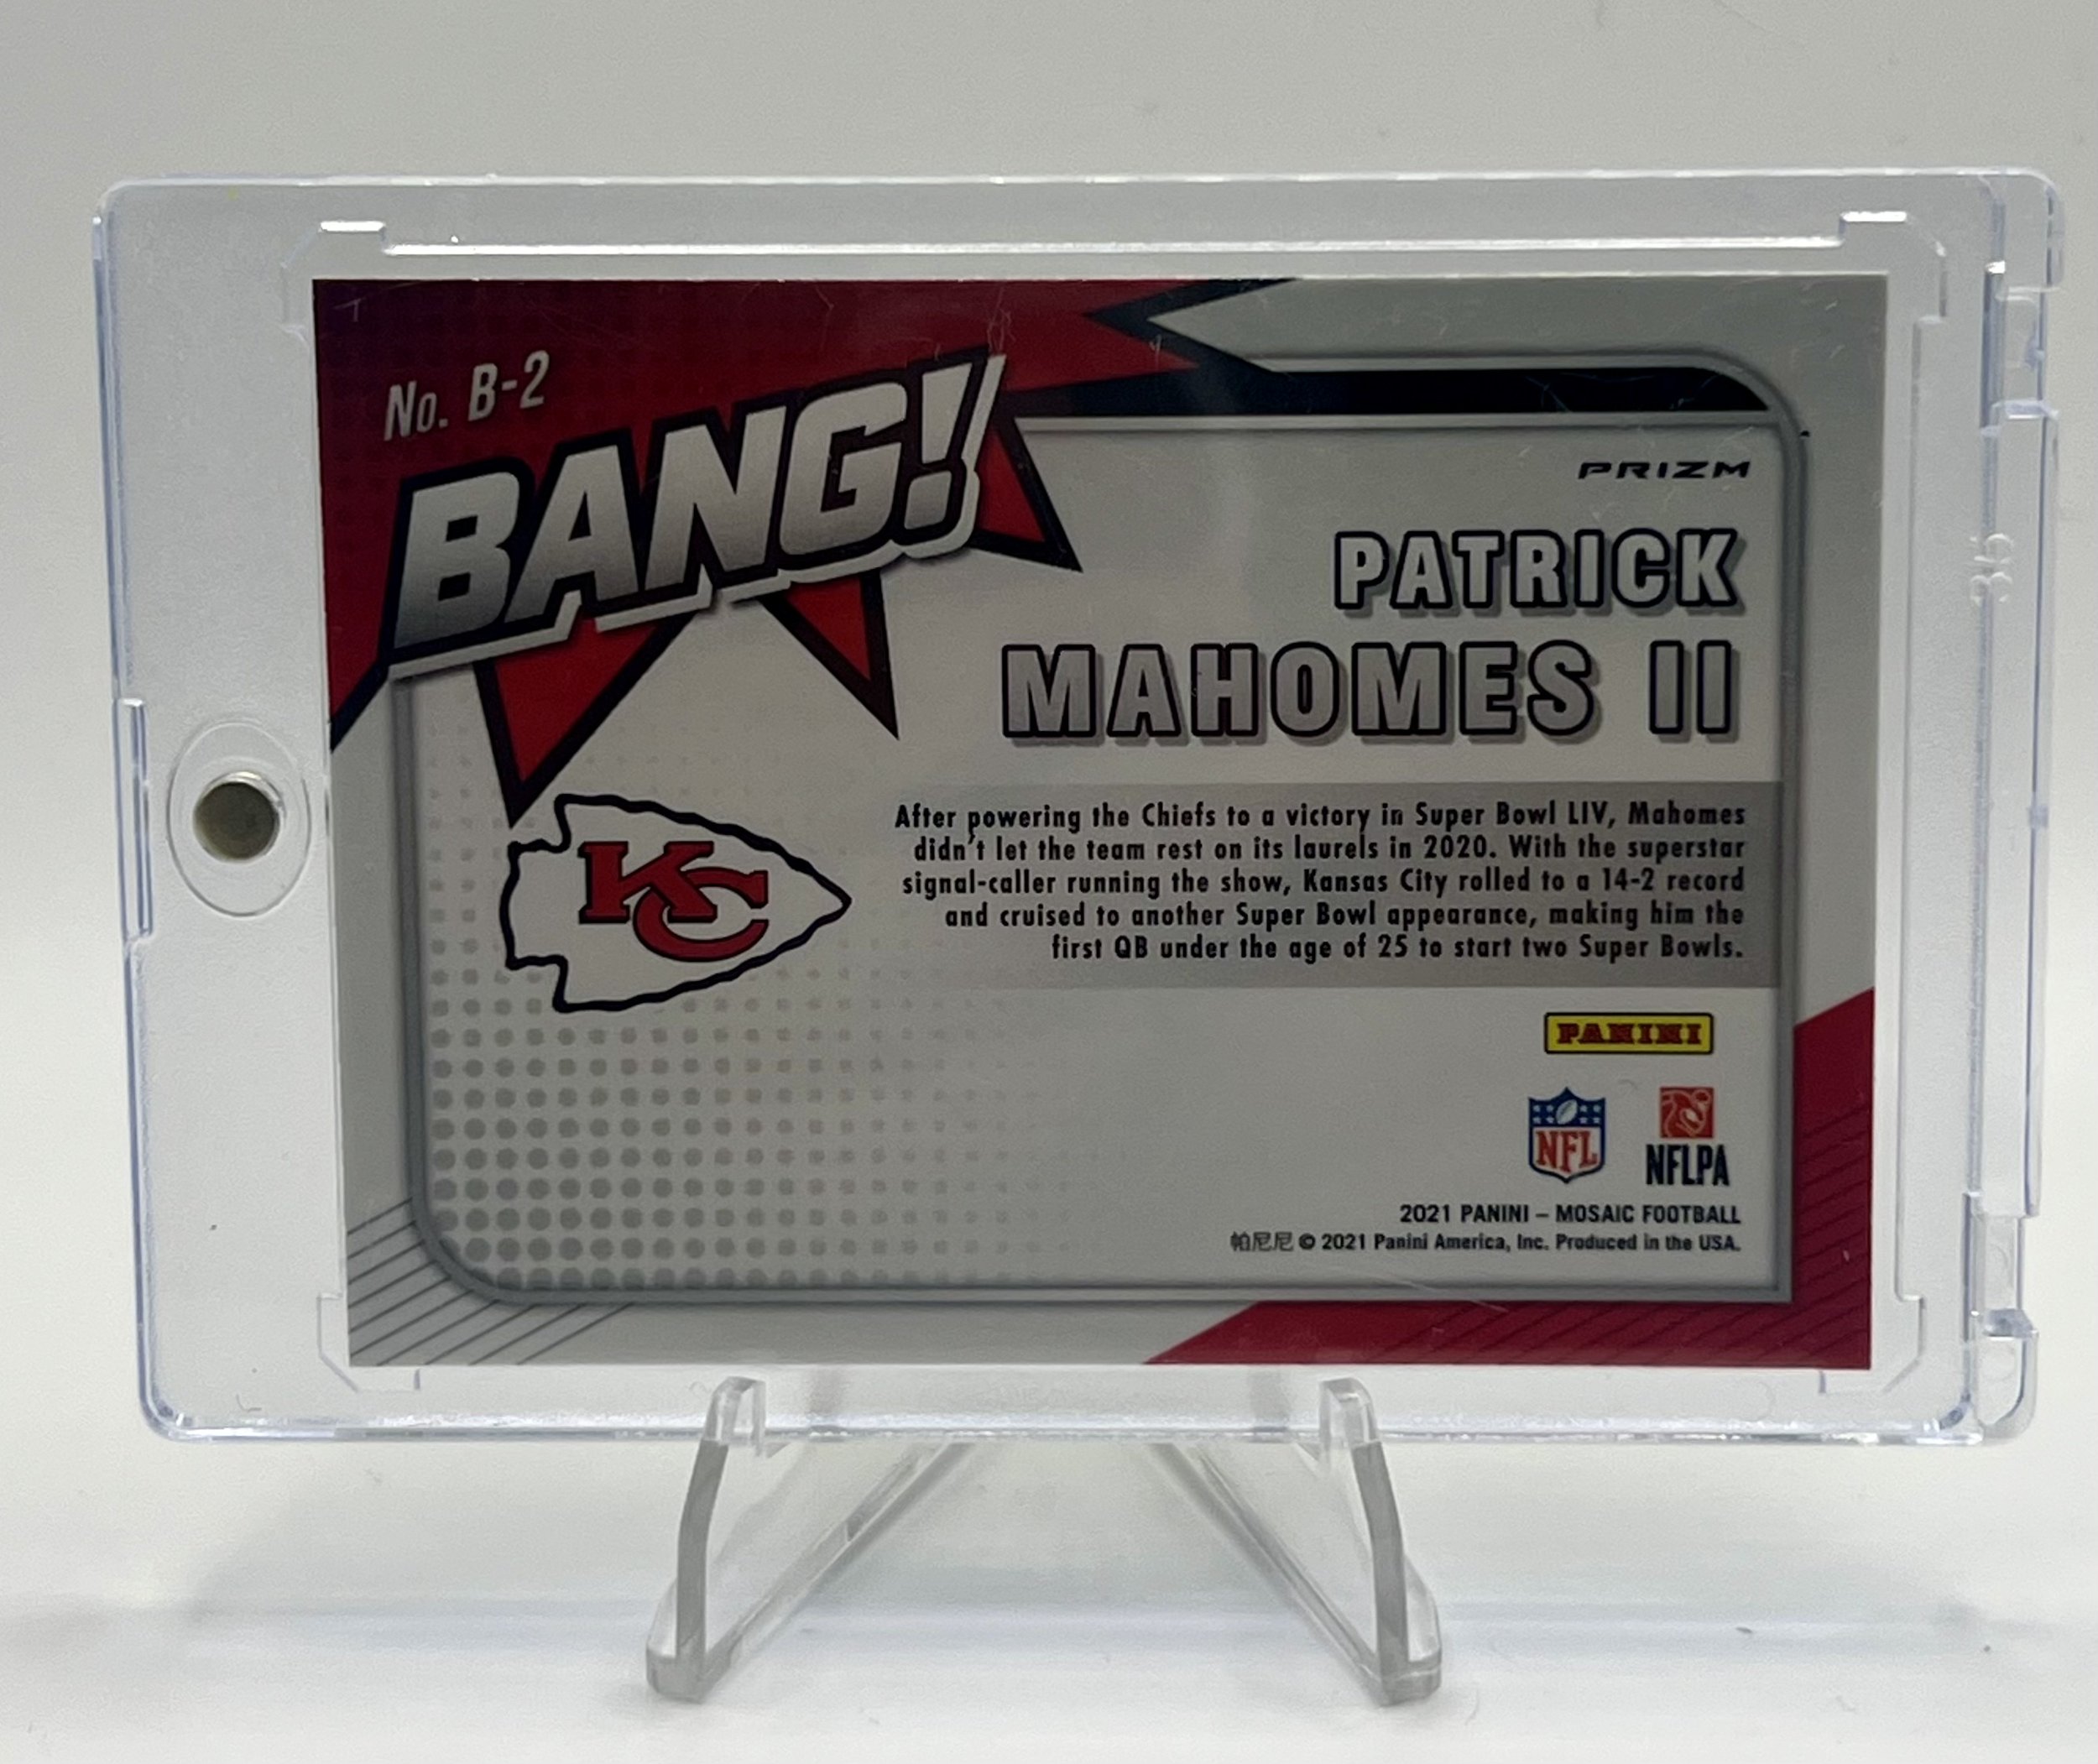 No. B-2
BANG!
PRIZM
PATRICK
MAHOMES II
After powering the Chiefs to a victory in Super Bowl LIV, Mahomes
didn't let the team rest on its laurels in 2020. With the superstar
signal-caller running the show, Kansas City rolled to a 14-2 record
and cruised to another Super Bowl appearance, making him the
first QB under the age of 25 to start two Super Bowls.
KC
PANINI
NFL
NFLPA
2021 PANINI – MOSAIC FOOTBALL
帕尼尼 © 2021 Panini America, Inc. Produced in the USA.